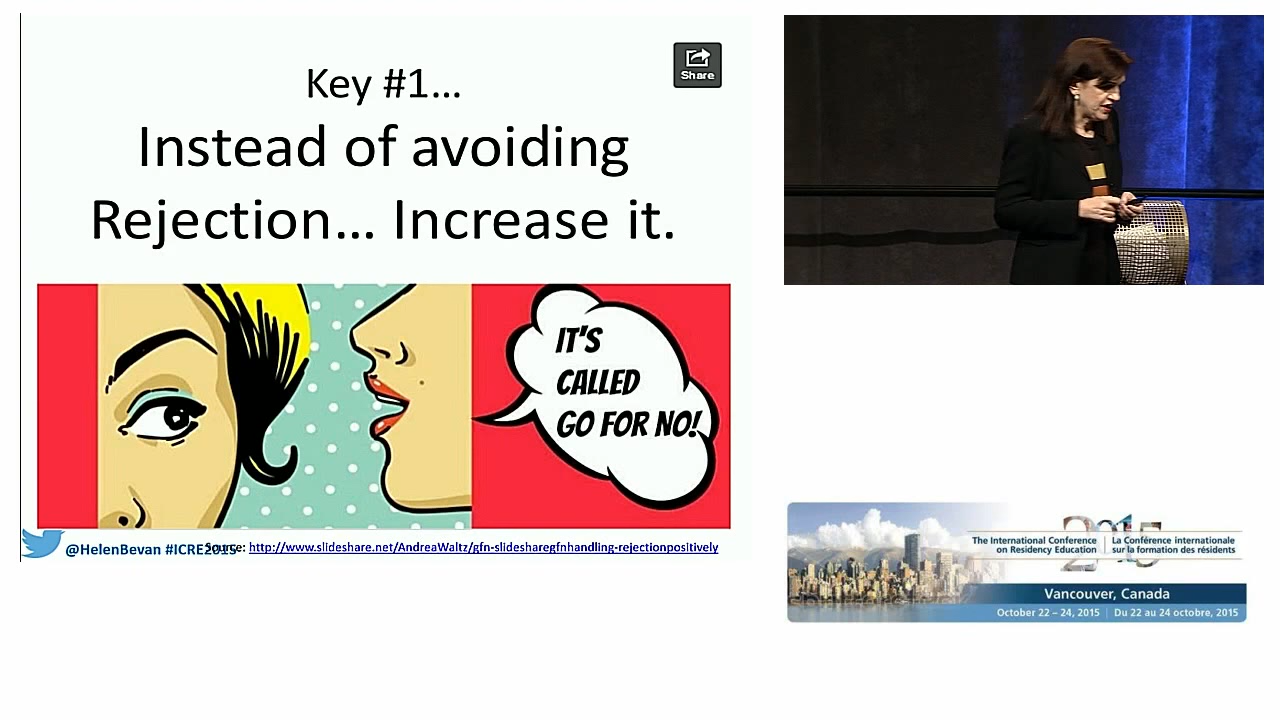 Key #1...
Share
Instead of avoiding
Rejection... Increase it.
IT'S
CALLED
GO FOR NO!
@HelenBevan #ICRE2015
Source: http://www.slideshare.net/AndreaWaltz/gfn-slidesharegfnhandling-rejectionpositively
2015
The International Conference
on Residency Education
La Conférence internationale
sur la formation des résidents
Vancouver, Canada
October 22 – 24, 2015 | Du 22 au 24 octobre, 2015